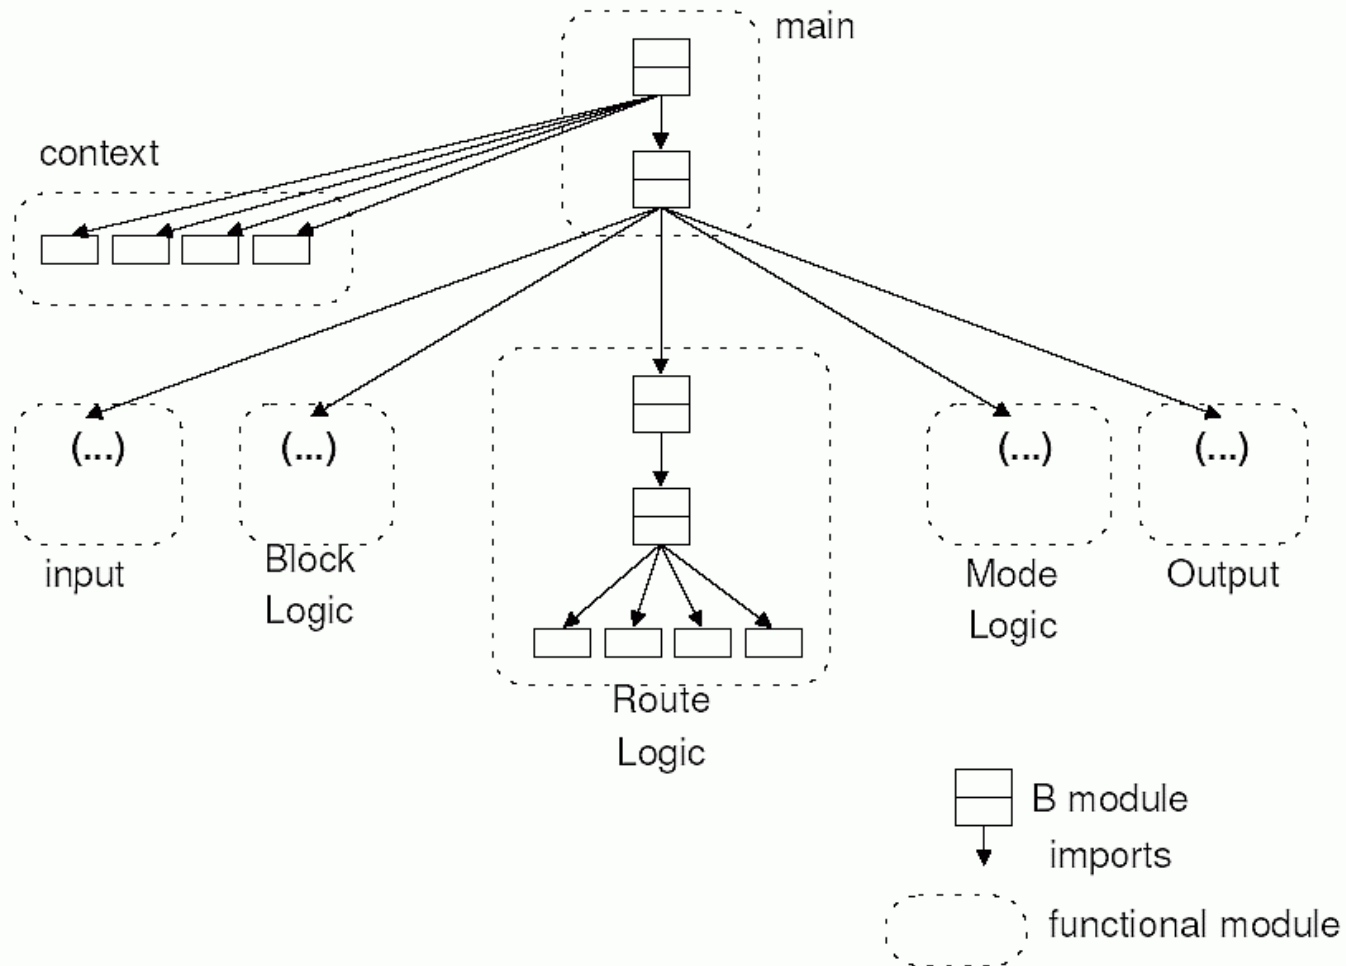 main
context
(...)
(...)
(...)
(...)
input
Block
Logic
Mode
Logic
Output
Route
Logic
B module
imports
functional module